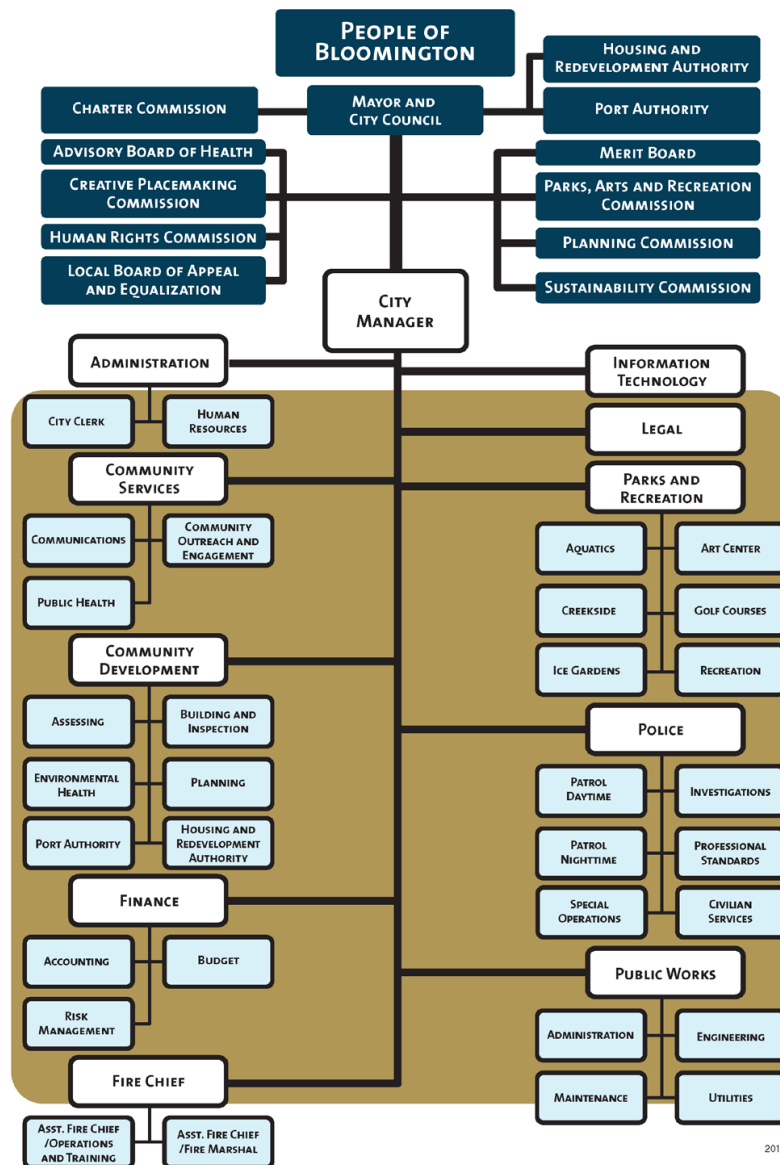 PEOPLE OF
BLOOMINGTON
HOUSING AND
REDEVELOPMENT AUTHORITY
CHARTER COMMISSION
MAYOR AND
CITY COUNCIL
PORT AUTHORITY
ADVISORY BOARD OF HEALTH
MERIT BOARD
CREATIVE PLACEMAKING
COMMISSION
PARKS, ARTS AND RECREATION
COMMISSION
HUMAN RIGHTS COMMISSION
PLANNING COMMISSION
LOCAL BOARD OF APPEAL
AND EQUALIZATION
SUSTAINABILITY COMMISSION
CITY
MANAGER
ADMINISTRATION
CITY CLERK
HUMAN
RESOURCES
COMMUNITY
SERVICES
COMMUNICATIONS
COMMUNITY
OUTREACH AND
ENGAGEMENT
PUBLIC HEALTH
COMMUNITY
DEVELOPMENT
ASSESSING
BUILDING AND
INSPECTION
ENVIRONMENTAL
HEALTH
PLANNING
PORT AUTHORITY
HOUSING AND
REDEVELOPMENT
AUTHORITY
FINANCE
ACCOUNTING
BUDGET
RISK
MANAGEMENT
FIRE CHIEF
ASST. FIRE CHIEF
/OPERATIONS
AND TRAINING
ASST. FIRE CHIEF
/FIRE MARSHAL
INFORMATION
TECHNOLOGY
LEGAL
PARKS AND
RECREATION
AQUATICS
ART CENTER
CREEKSIDE
GOLF COURSES
ICE GARDENS
RECREATION
POLICE
PATROL
DAYTIME
INVESTIGATIONS
PATROL
NIGHTTIME
PROFESSIONAL
STANDARDS
SPECIAL
OPERATIONS
CIVILIAN
SERVICES
PUBLIC WORKS
ADMINISTRATION
ENGINEERING
MAINTENANCE
UTILITIES